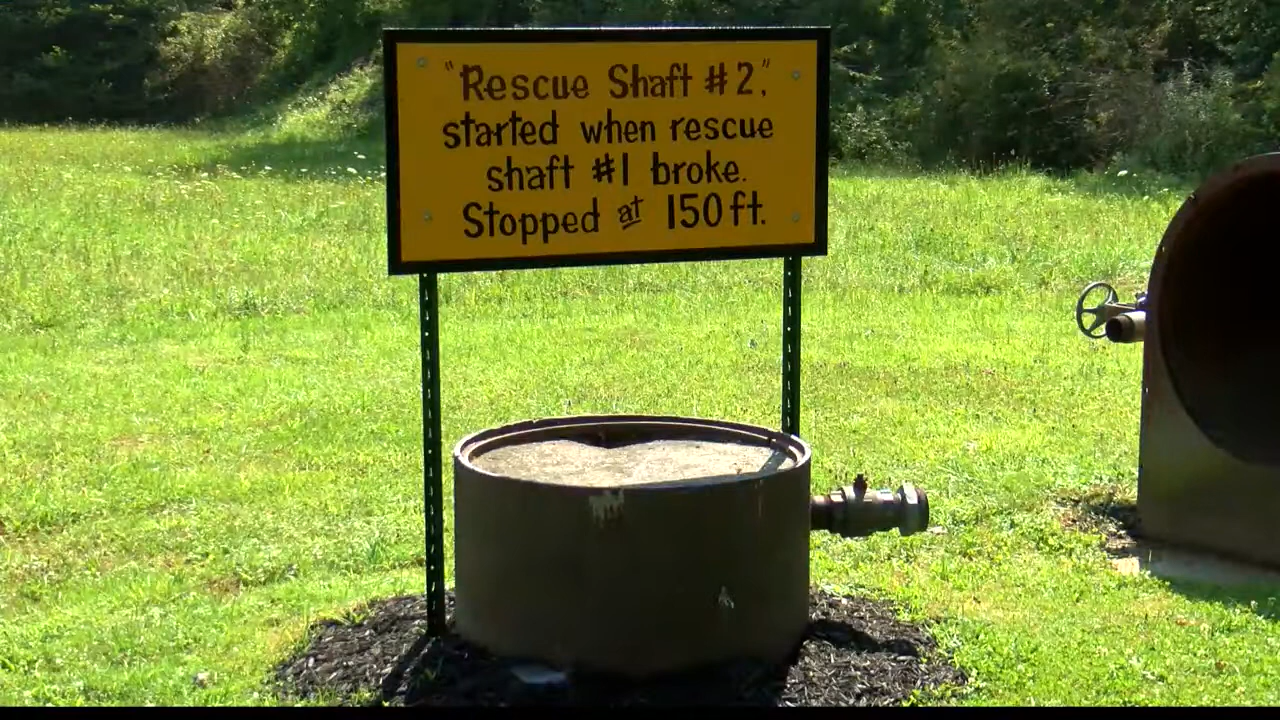 "Rescue Shaft #2",
started when rescue
shaft #1 broke.
Stopped at 150 ft.